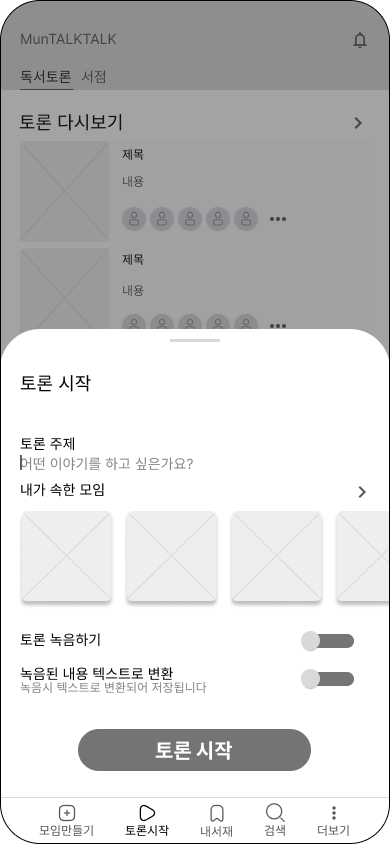 MunTALKTALK
독서토론 서점
토론 다시보기
제목
내용
제목
내용
토론 시작
토론 주제
어떤 이야기를 하고 싶은가요?
내가 속한 모임
토론 녹음하기
녹음된 내용 텍스트로 변환
녹음시 텍스트로 변환되어 저장됩니다
토론 시작
모임만들기 토론시작 내서재 검색 더보기